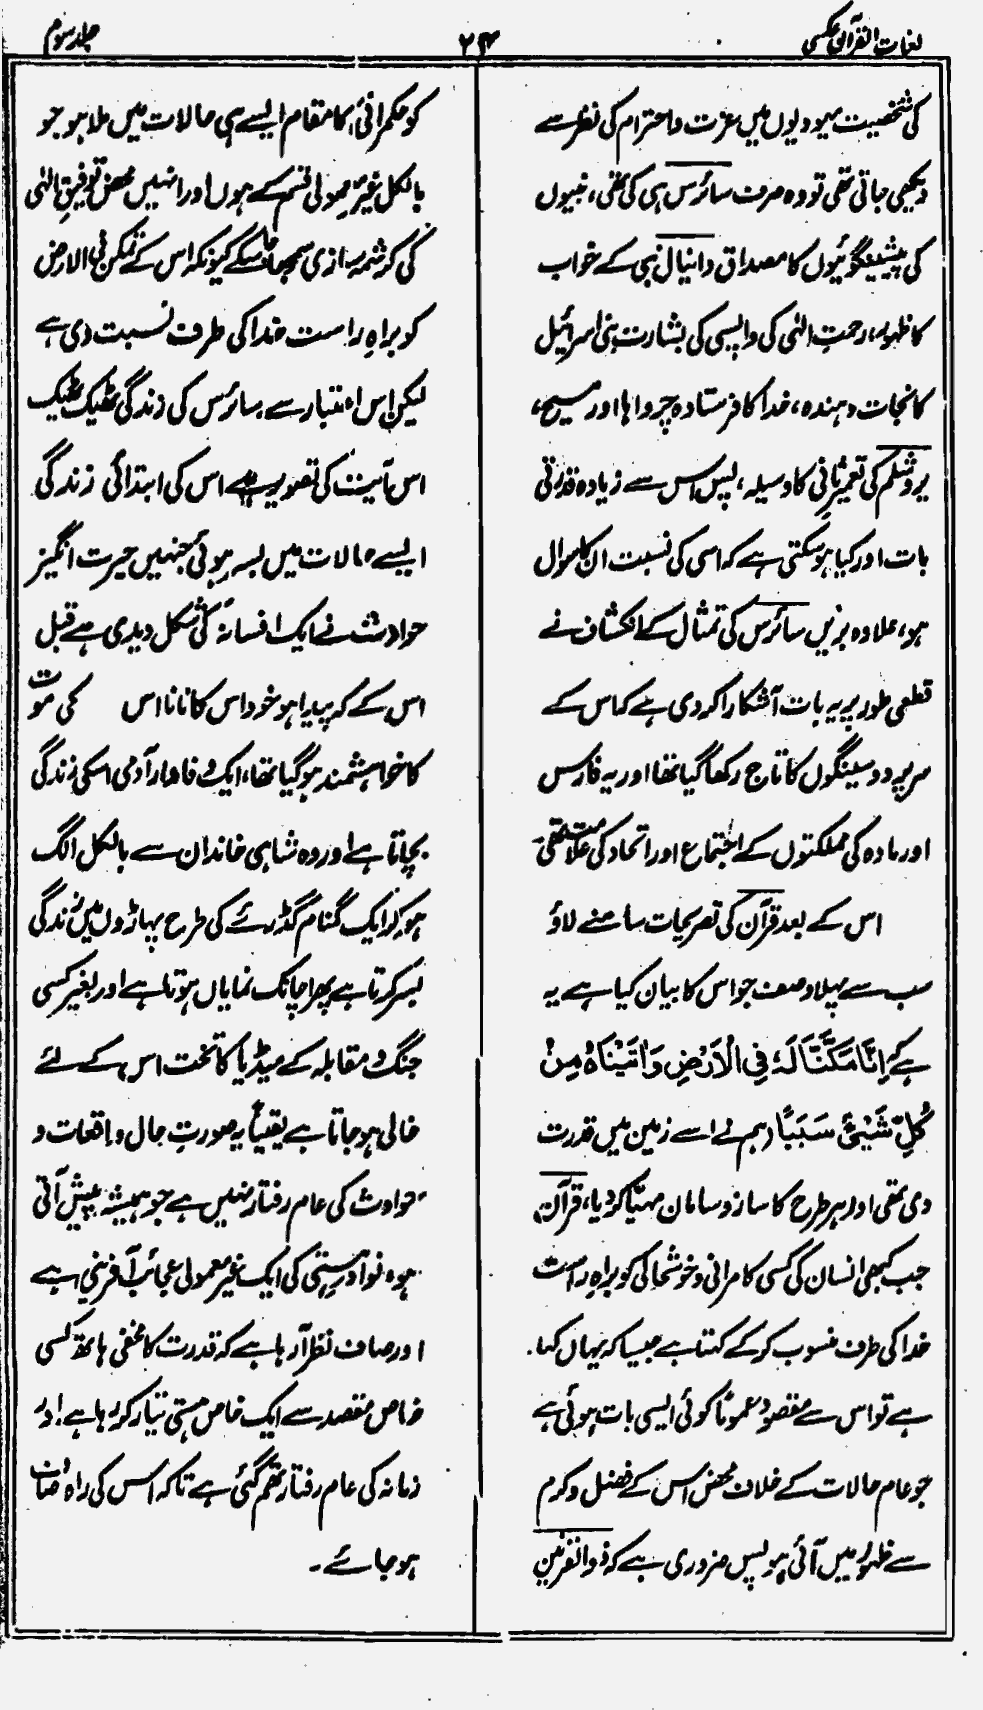 لغات القرآن عکسی
۲۶۴
جلد سوم
کی شخصیت یہودیوں میں عزت و احترام کی نظر سے
دیکھی جاتی تھی تو وہ صرف سائرس ہی کی تھی، نبیوں
کی پیشینگوئیوں کا مصداق دانیال نبی کے خواب
کا ظہور، رحمتِ الٰہی کی واپسی کی بشارت بنی اسرائیل
کا نجات دہندہ، خدا کا فرستادہ چرواہا اور مسیح،
یروشلم کی تعمیرِ ثانی کا وسیلہ، پس اس سے زیادہ قدرتی
بات اور کیا ہو سکتی ہے کہ اسی کی نسبت ان کا سوال
ہو، علاوہ بریں سائرس کی تمثال کے انکشاف نے
قطعی طور پر یہ بات آشکارا کر دی ہے کہ اس کے
سر پر دو سینگوں کا تاج رکھا گیا تھا اور یہ فارس
اور مادہ کی مملکتوں کے اجتماع اور اتحاد کی علامت تھی
اس کے بعد قرآن کی تصریحات سامنے لاؤ
سب سے پہلا وصف جو اس کا بیان کیا ہے یہ
ہے کہ اِنَّا مَکَّنَّا لَہٗ فِی الْاَرْضِ وَاٰتَیْنٰاہُ مِنْ
کُلِّ شَیْئٍ سَبَبًا (ہم نے اسے زمین میں قدرت
دی تھی اور ہر طرح کا ساز و سامان مہیا کر دیا، قرآن
جب کبھی انسان کی کسی کامرانی و خوشحالی کو براہِ راست
خدا کی طرف منسوب کر کے کہتا ہے جیسا کہ یہاں کہا
ہے تو اس سے مقصود عموماً کوئی ایسی بات ہوئی ہے
جو عام حالات کے خلاف محض اس کے فضل و کرم
سے ظہور میں آئی ہو پس ضروری ہے کہ ذوالقرنین
کو حکمرانی کا مقام ایسے ہی حالات میں ملا ہو جو
بالکل غیر معمولی قسم کے ہوں اور انہیں محض توفیقِ الٰہی
کی کرشمہ سازی سمجھا جا سکے کیونکہ اس کے تمکن فی الارض
کو براہِ راست خدا کی طرف نسبت دی ہے
لیکن اس اعتبار سے سائرس کی زندگی ٹھیک ٹھیک
اس آیت کی تصویر ہے اس کی ابتدائی زندگی
ایسے حالات میں بسر ہوئی جنہیں حیرت انگیز
حوادث نے ایک افسانہ کی شکل دیدی ہے قبل
اس کے کہ پیدا ہو خود اس کا نانا اس کی موت
کا خواہشمند ہو گیا تھا، ایک وفادار آدمی اسکی زندگی
بچاتا ہے اور وہ شاہی خاندان سے بالکل الگ
ہو کر ایک گمنام گڈرئے کی طرح پہاڑوں میں زندگی
بسر کرتا ہے پھر اچانک نمایاں ہوتا ہے اور بغیر کسی
جنگ و مقابلہ کے میڈیا کا تخت اس کے لئے
خالی ہو جاتا ہے یقیناً یہ صورتِ حال واقعات و
حوادث کی عام رفتار نہیں ہے جو ہمیشہ پیش آتی
ہو، نوادرِ ہستی کی ایک غیر معمولی عجائب آفرینی ہے
اور صاف نظر آ رہا ہے کہ قدرت کا مخفی ہاتھ کسی
خاص مقصد سے ایک خاص ہستی تیار کر رہا ہے اور
زمانہ کی عام رفتار تھم گئی ہے تاکہ اس کی راہ صاف
ہو جائے۔